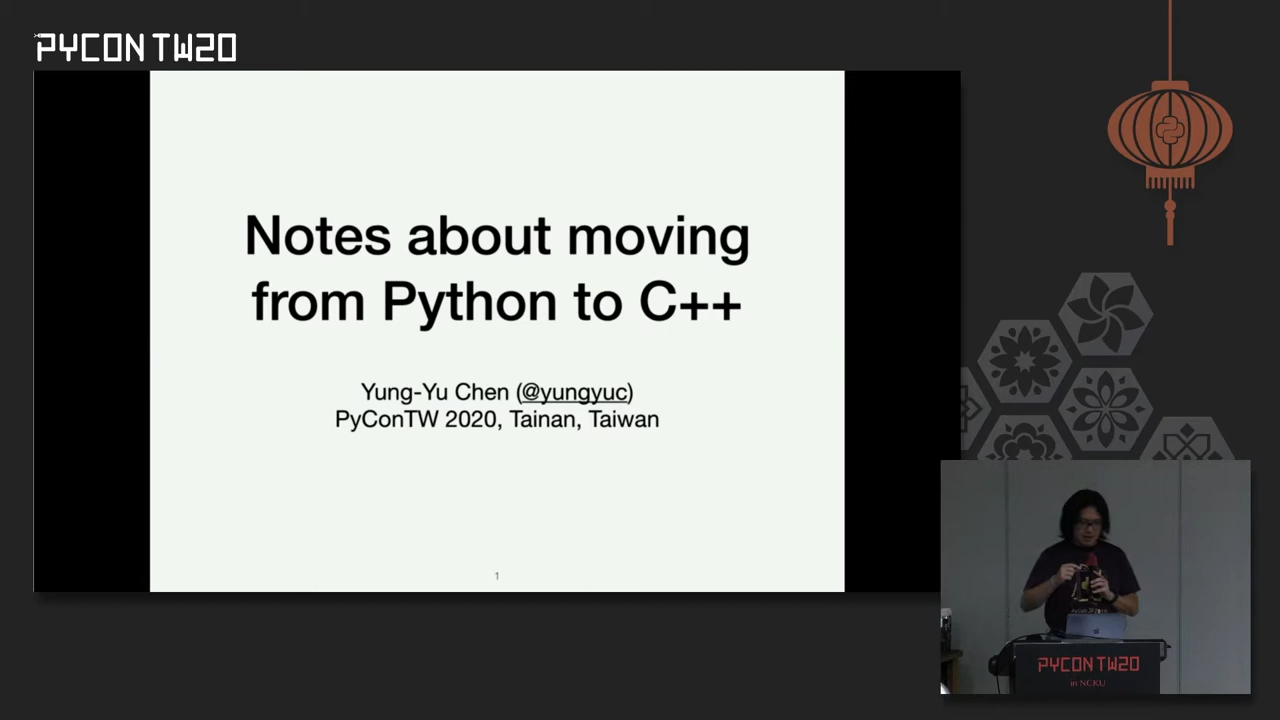 PYCON TW20
Notes about moving
from Python to C++
Yung-Yu Chen (@yungyuc)
PyConTW 2020, Tainan, Taiwan
1
PYCON TW20
in NCKU